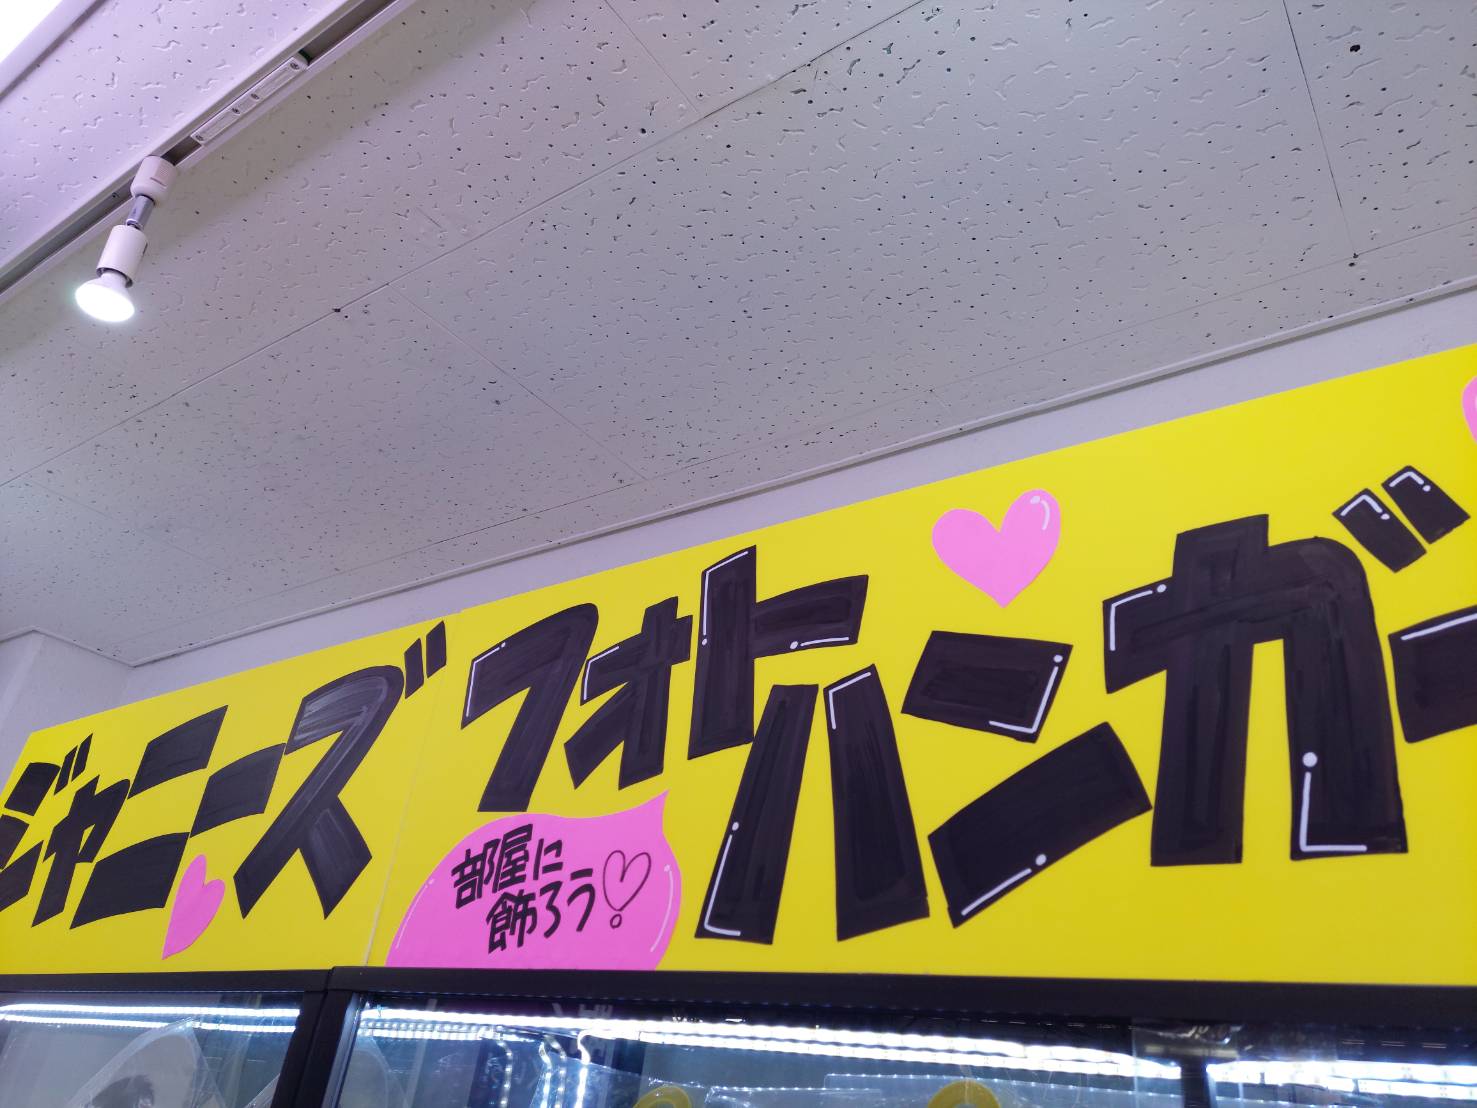 ジャニーズ
フォトハンガー
部屋に
飾ろう♡